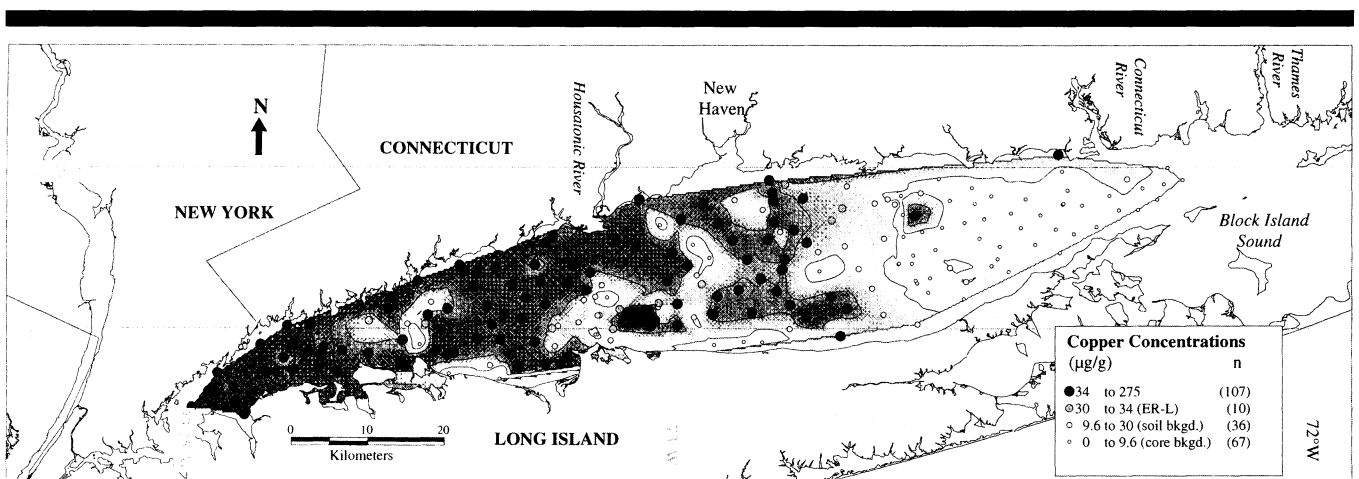 Thames
River
Connecticut
River
New
Haven
Housatonic River
N
CONNECTICUT
NEW YORK
Block Island
Sound
Copper Concentrations
(µg/g) n
34 to 275 (107)
30 to 34 (ER-L) (10)
9.6 to 30 (soil bkgd.) (36)
0 to 9.6 (core bkgd.) (67)
72°W
0 10 20
Kilometers
LONG ISLAND